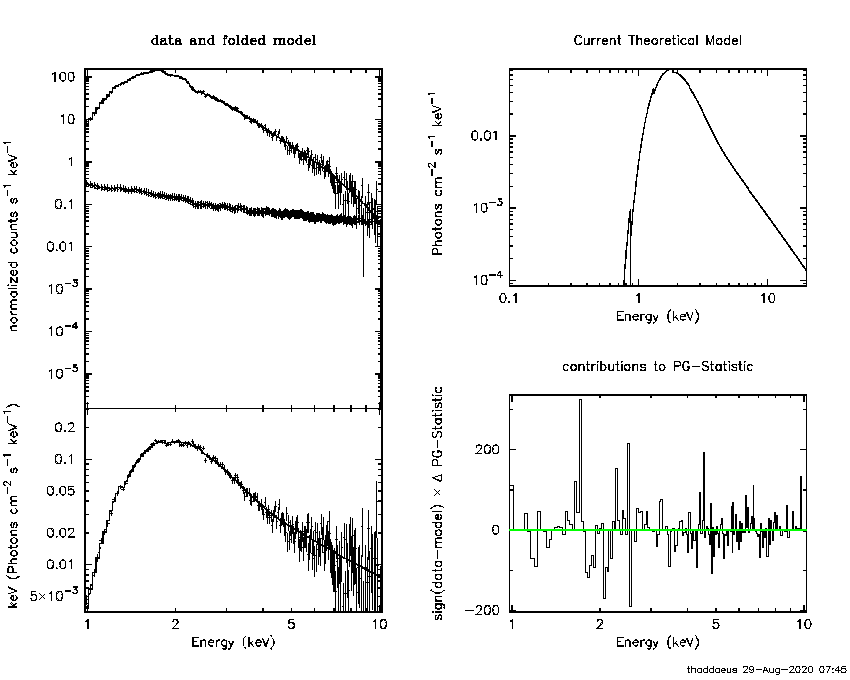 data and folded model
normalized counts s⁻¹ keV⁻¹
100
10
1
0.1
0.01
10⁻³
10⁻⁴
10⁻⁵
keV (Photons cm⁻² s⁻¹ keV⁻¹)
0.2
0.1
0.05
0.02
0.01
5×10⁻³
1 2 5 10
Energy (keV)
Current Theoretical Model
Photons cm⁻² s⁻¹ keV⁻¹
0.01
10⁻³
10⁻⁴
0.1 1 10
Energy (keV)
contributions to PG−Statistic
sign(data−model) × Δ PG−Statistic
200
0
−200
1 2 5 10
Energy (keV)
thaddaeus 29−Aug−2020 07:45